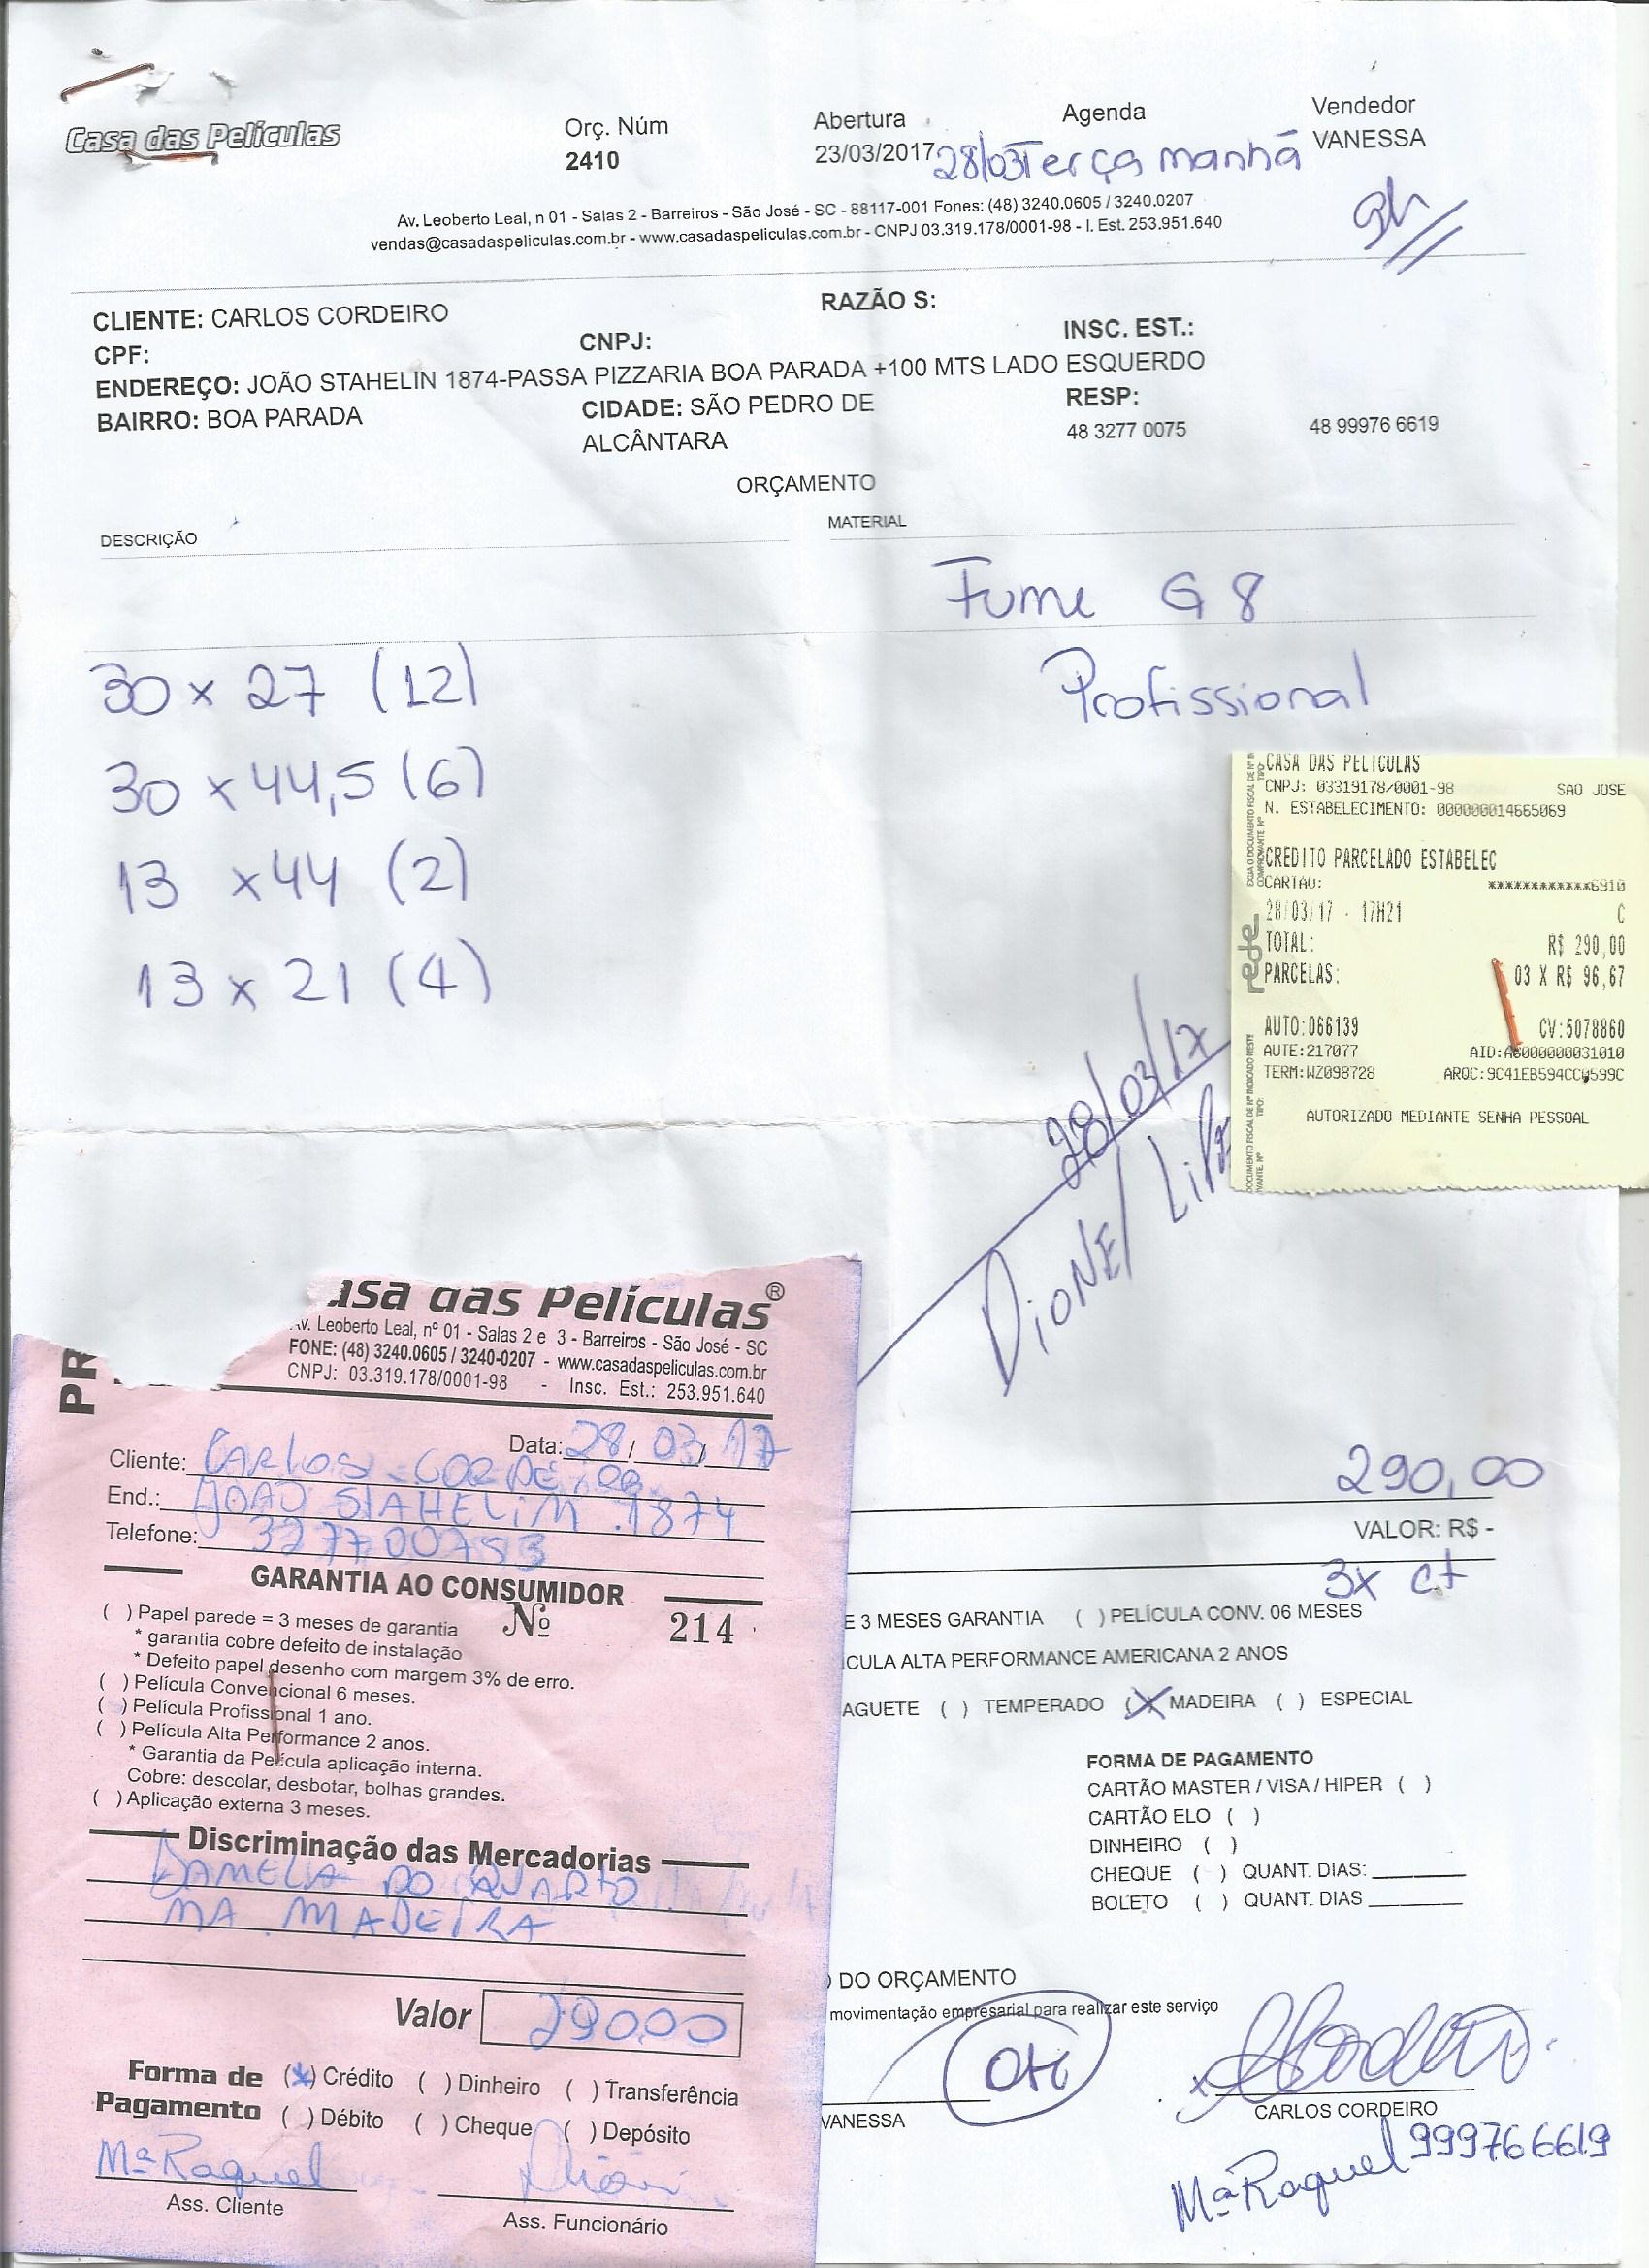 Casa das Películas
Orç. Núm
2410
Abertura
23/03/2017
Agenda
28/03 Terça manhã
Vendedor
VANESSA
9h
Av. Leoberto Leal, n 01 - Salas 2 - Barreiros - São José - SC - 88117-001 Fones: (48) 3240.0605 / 3240.0207
vendas@casadaspeliculas.com.br - www.casadaspeliculas.com.br - CNPJ 03.319.178/0001-98 - I. Est. 253.951.640
CLIENTE: CARLOS CORDEIRO
RAZÃO S:
CPF:
CNPJ:
INSC. EST.:
ENDEREÇO: JOÃO STAHELIN 1874-PASSA PIZZARIA BOA PARADA +100 MTS LADO ESQUERDO
BAIRRO: BOA PARADA
CIDADE: SÃO PEDRO DE
ALCÂNTARA
RESP:
48 3277 0075
48 99976 6619
ORÇAMENTO
DESCRIÇÃO
MATERIAL
Fume G8
Profissional
30 x 27 (12)
30 x 44,5 (6)
13 x 44 (2)
13 x 21 (4)
CASA DAS PELICULAS
CNPJ: 03319178/0001-98 SAO JOSE
N. ESTABELECIMENTO: 000000014665069
CREDITO PARCELADO ESTABELEC
CARTAO: ************6910
28/03/17 - 17H21 C
TOTAL: R$ 290,00
PARCELAS: 03 X R$ 96,67
AUTO:066139 CV:5078860
AUTE:217077 AID:A0000000031010
TERM:WZ098728
AUTORIZADO MEDIANTE SENHA PESSOAL
rede
28/03/17
DiONE/
asa das Películas®
Av. Leoberto Leal, nº 01 - Salas 2 e 3 - Barreiros - São José - SC
FONE: (48) 3240.0605 / 3240-0207 - www.casadaspeliculas.com.br
CNPJ: 03.319.178/0001-98 - Insc. Est.: 253.951.640
PR
Data: 28/03/17
Cliente: CARLOS CORDEIRO
End.: JOAO STAHELIM 1874
Telefone:
GARANTIA AO CONSUMIDOR
Nº 214
( ) Papel parede = 3 meses de garantia
* garantia cobre defeito de instalação
* Defeito papel desenho com margem 3% de erro.
( ) Película Convencional 6 meses.
( ) Película Profissional 1 ano.
( ) Película Alta Performance 2 anos.
* Garantia da Película aplicação interna.
Cobre: descolar, desbotar, bolhas grandes.
( ) Aplicação externa 3 meses.
Discriminação das Mercadorias
DO QUARTO
NA MADEIRA
Valor 290,00
Forma de Pagamento
(x) Crédito ( ) Dinheiro ( ) Transferência
( ) Débito ( ) Cheque ( ) Depósito
Mª Raquel
Ass. Cliente
Ass. Funcionário
290,00
VALOR: R$ -
3x ct
E 3 MESES GARANTIA ( ) PELÍCULA CONV. 06 MESES
CULA ALTA PERFORMANCE AMERICANA 2 ANOS
AGUETE ( ) TEMPERADO (X) MADEIRA ( ) ESPECIAL
FORMA DE PAGAMENTO
CARTÃO MASTER / VISA / HIPER ( )
CARTÃO ELO ( )
DINHEIRO ( )
CHEQUE ( ) QUANT. DIAS:
BOLETO ( ) QUANT. DIAS
DO ORÇAMENTO
movimentação empresarial para realizar este serviço
VANESSA
CARLOS CORDEIRO
Mª Raquel 999766619